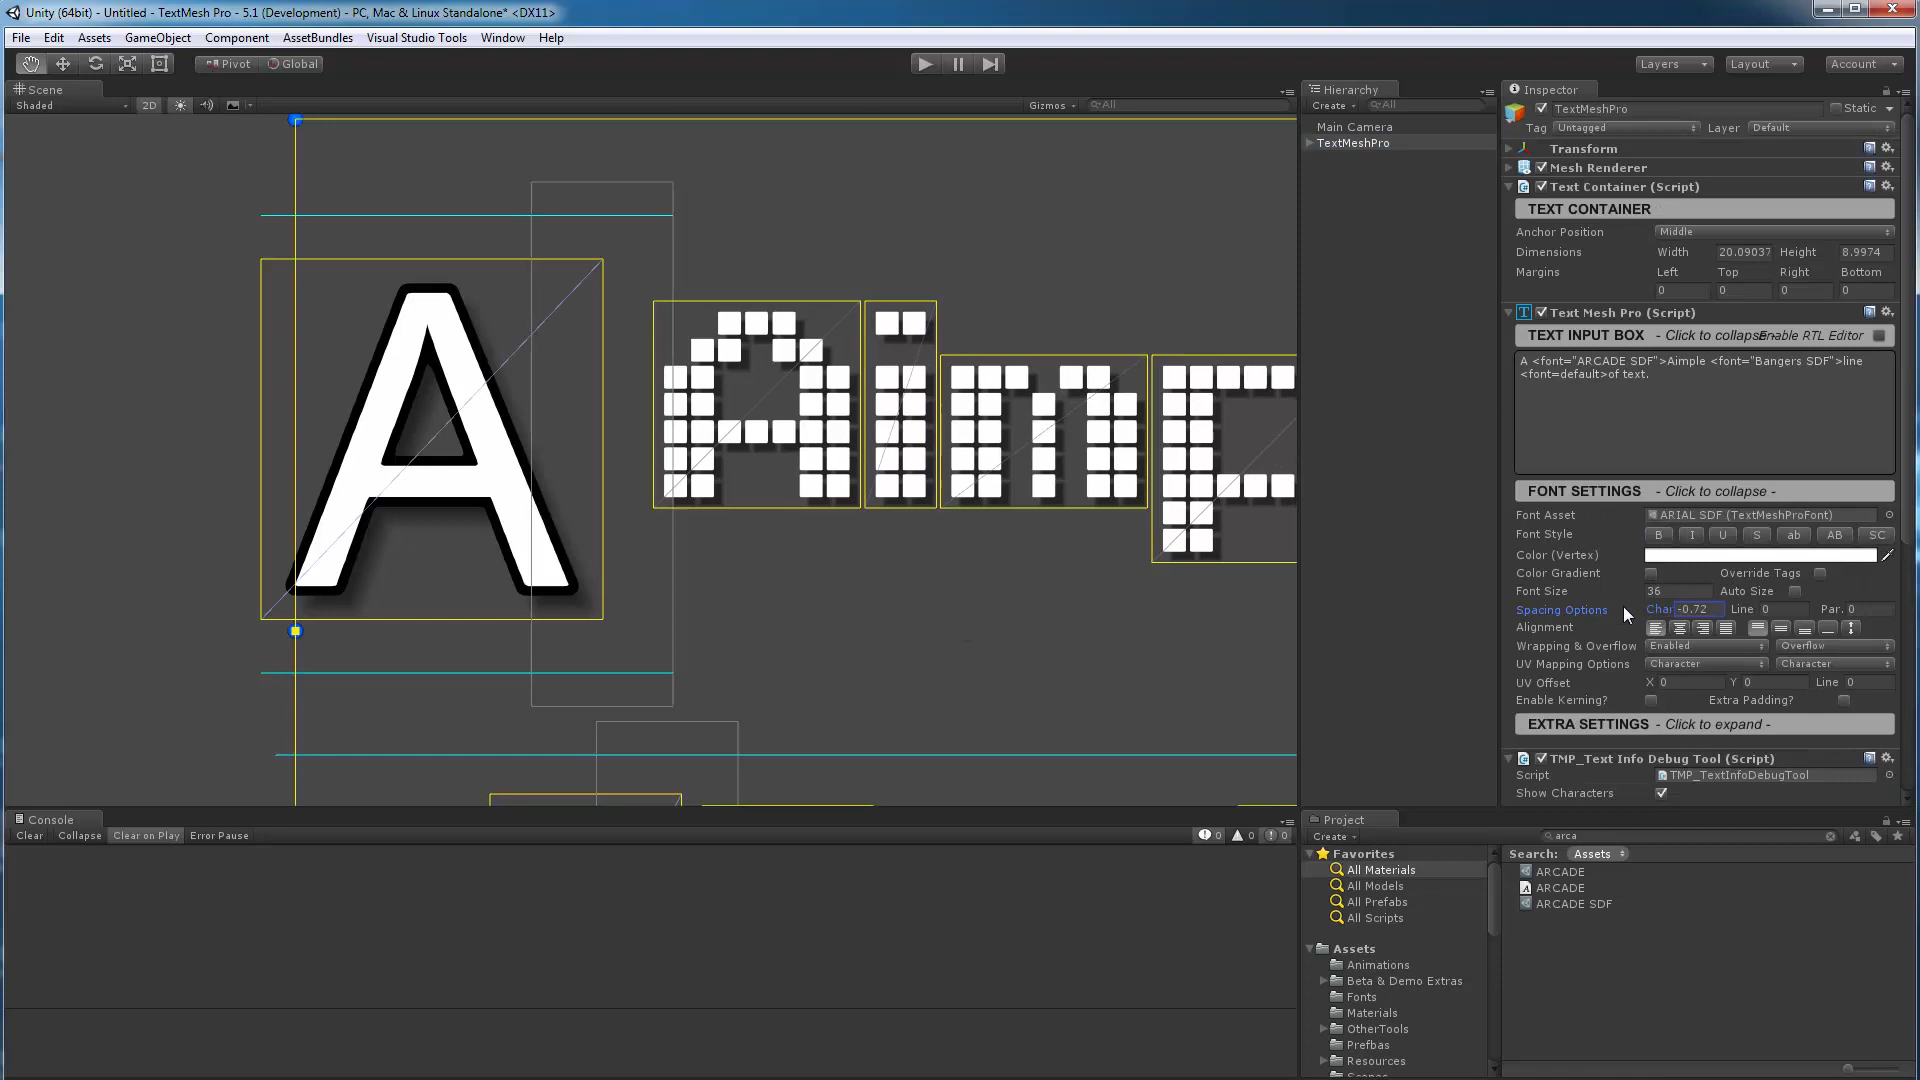 Unity (64bit) - Untitled - TextMesh Pro - 5.1 (Development) - PC, Mac & Linux Standalone* <DX11>
File Edit Assets GameObject Component AssetBundles Visual Studio Tools Window Help
Pivot Global Layers Layout Account
Scene
Shaded 2D Gizmos All
A Aim
Hierarchy
Create All
Main Camera
TextMeshPro
Inspector
TextMeshPro Static
Tag Untagged Layer Default
Transform
Mesh Renderer
Text Container (Script)
TEXT CONTAINER
Anchor Position Middle
Dimensions Width 20.09037 Height 8.9974
Margins Left Top Right Bottom
0 0 0 0
Text Mesh Pro (Script)
TEXT INPUT BOX - Click to collapse - Enable RTL Editor
A <font="ARCADE SDF">Aimple <font="Bangers SDF">line
<font=default>of text.
FONT SETTINGS - Click to collapse -
Font Asset ARIAL SDF (TextMeshProFont)
Font Style B I U S ab AB SC
Color (Vertex)
Color Gradient Override Tags
Font Size 36 Auto Size
Spacing Options Char -0.72 Line 0 Par. 0
Alignment
Wrapping & Overflow Enabled Overflow
UV Mapping Options Character Character
UV Offset X 0 Y 0 Line 0
Enable Kerning? Extra Padding?
EXTRA SETTINGS - Click to expand -
TMP_Text Info Debug Tool (Script)
Script TMP_TextInfoDebugTool
Show Characters
Console
Clear Collapse Clear on Play Error Pause 0 0 0
Project
Create arca
Favorites
All Materials
All Models
All Prefabs
All Scripts
Assets
Animations
Beta & Demo Extras
Fonts
Materials
OtherTools
Prefbas
Resources
Search: Assets
ARCADE
ARCADE
ARCADE SDF